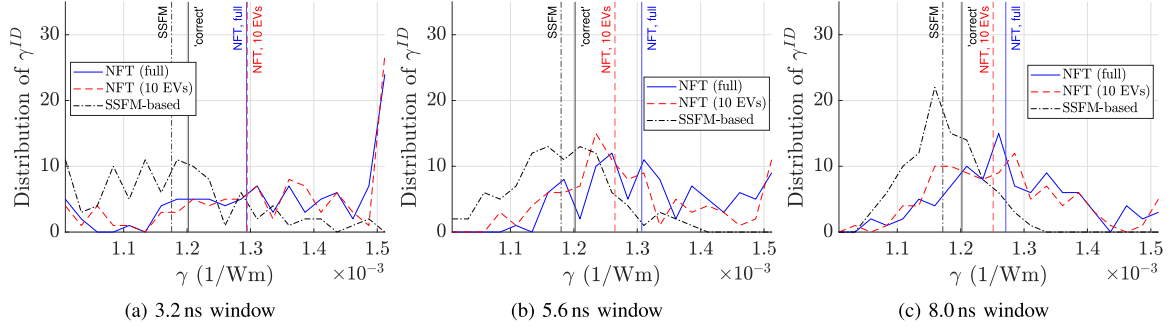 SSFM
'correct'
NFT, full
NFT, 10 EVs
Distribution of γ^ID
30
20
10
0
NFT (full)
NFT (10 EVs)
SSFM-based
1.1
1.2
1.3
1.4
1.5
γ (1/Wm)
×10⁻³
(a) 3.2 ns window
SSFM
'correct'
NFT, 10 EVs
NFT, full
Distribution of γ^ID
30
20
10
0
NFT (full)
NFT (10 EVs)
SSFM-based
1.1
1.2
1.3
1.4
1.5
γ (1/Wm)
×10⁻³
(b) 5.6 ns window
SSFM
'correct'
NFT, 10 EVs
NFT, full
Distribution of γ^ID
30
20
10
0
NFT (full)
NFT (10 EVs)
SSFM-based
1.1
1.2
1.3
1.4
1.5
γ (1/Wm)
×10⁻³
(c) 8.0 ns window